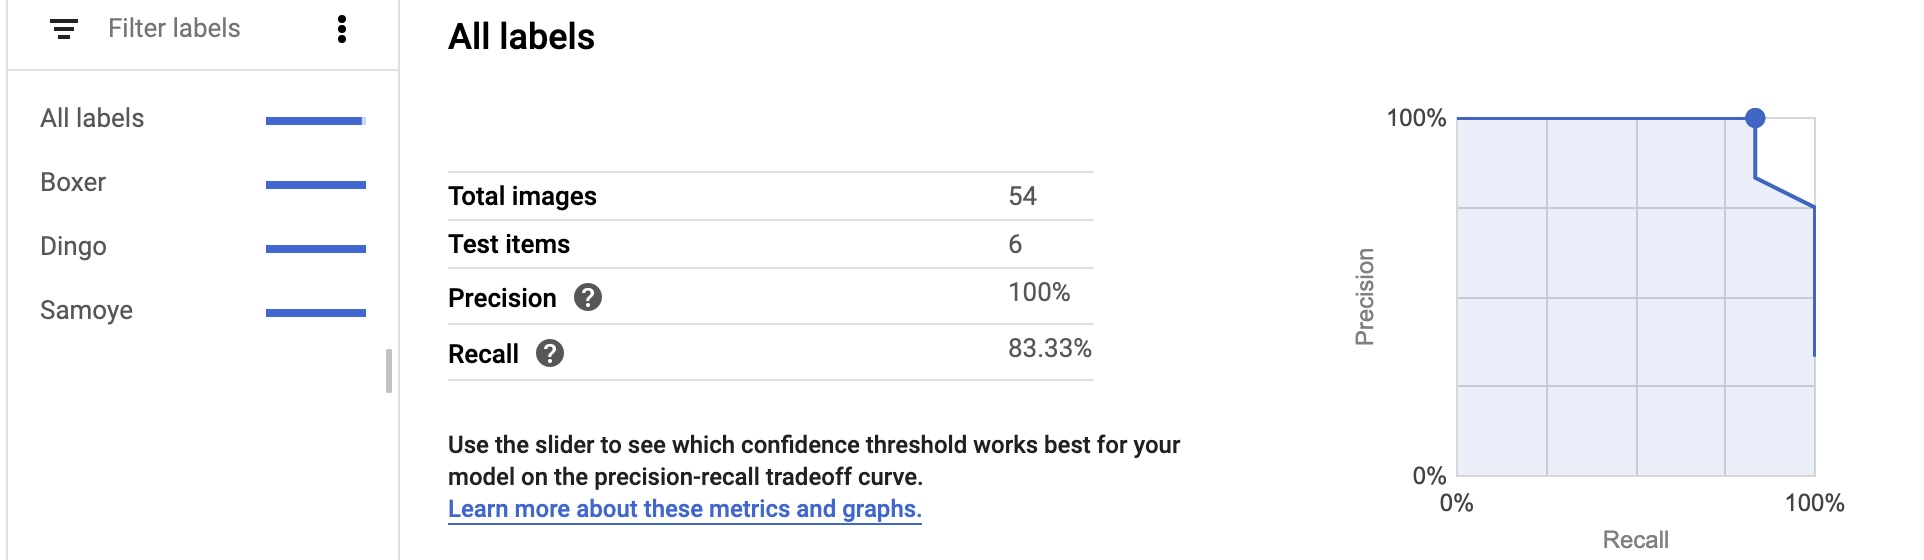 Filter labels
All labels
Boxer
Dingo
Samoye
All labels
Total images 54
Test items 6
Precision ? 100%
Recall ? 83.33%
Use the slider to see which confidence threshold works best for your
model on the precision-recall tradeoff curve.
Learn more about these metrics and graphs.
100%
Precision
0%
0% 100%
Recall